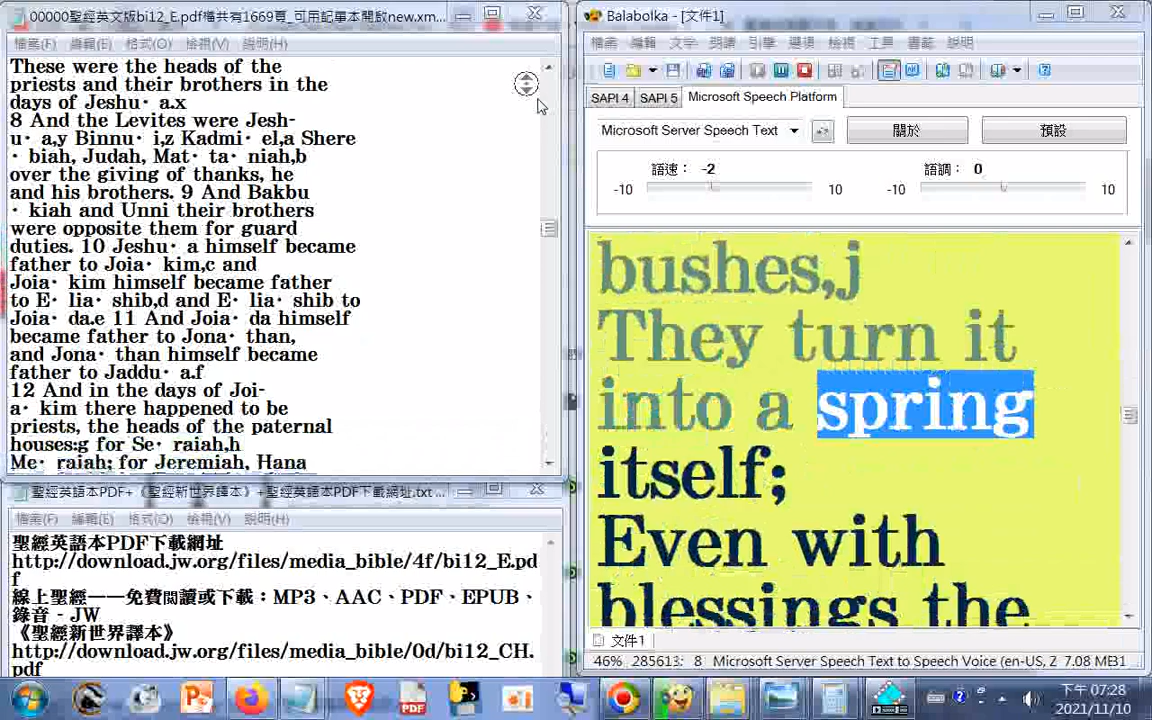 00000聖經英文版bi12_E.pdf檔共有1669頁_可用記事本開啟new.xm...
檔案(F) 編輯(E) 格式(O) 檢視(V) 說明(H)
These were the heads of the
priests and their brothers in the
days of Jeshu· a.x
8 And the Levites were Jesh-
u· a,y Binnu· i,z Kadmi· el,a Shere
· biah, Judah, Mat· ta· niah,b
over the giving of thanks, he
and his brothers. 9 And Bakbu
· kiah and Unni their brothers
were opposite them for guard
duties. 10 Jeshu· a himself became
father to Joia· kim,c and
Joia· kim himself became father
to E· lia· shib,d and E· lia· shib to
Joia· da.e 11 And Joia· da himself
became father to Jona· than,
and Jona· than himself became
father to Jaddu· a.f
12 And in the days of Joi-
a· kim there happened to be
priests, the heads of the paternal
houses:g for Se· raiah,h
Me· raiah; for Jeremiah, Hana
聖經英語本PDF+《聖經新世界譯本》+聖經英語本PDF下載網址.txt ...
檔案(F) 編輯(E) 格式(O) 檢視(V) 說明(H)
聖經英語本PDF下載網址
http://download.jw.org/files/media_bible/4f/bi12_E.pd
f
線上聖經——免費閱讀或下載：MP3、AAC、PDF、EPUB、
錄音 - JW
《聖經新世界譯本》
http://download.jw.org/files/media_bible/0d/bi12_CH.
pdf
Balabolka - [文件1]
檔案 編輯 文字 朗讀 引擎 選項 檢視 工具 書籤 說明
SAPI 4 SAPI 5 Microsoft Speech Platform
Microsoft Server Speech Text 關於 預設
語速： -2 語調： 0
-10 10 -10 10
bushes,j
They turn it
into a spring
itself;
Even with
blessings the
文件1
46% 285613: 8 Microsoft Server Speech Text to Speech Voice (en-US, Z 7.08 MB1
下午 07:28
2021/11/10